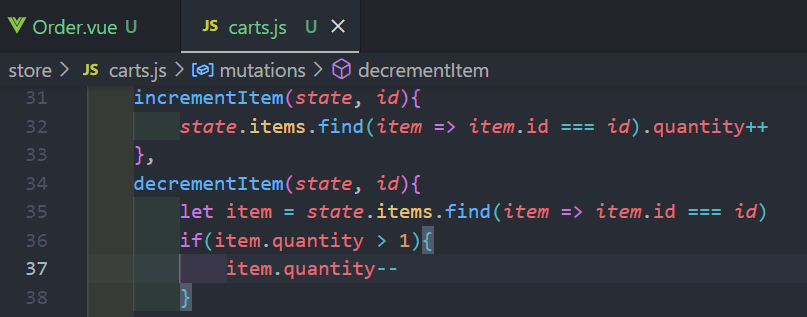 Order.vue U JS carts.js U
store > JS carts.js > mutations > decrementItem
31 incrementItem(state, id){
32 state.items.find(item => item.id === id).quantity++
33 },
34 decrementItem(state, id){
35 let item = state.items.find(item => item.id === id)
36 if(item.quantity > 1){
37 item.quantity--
38 }